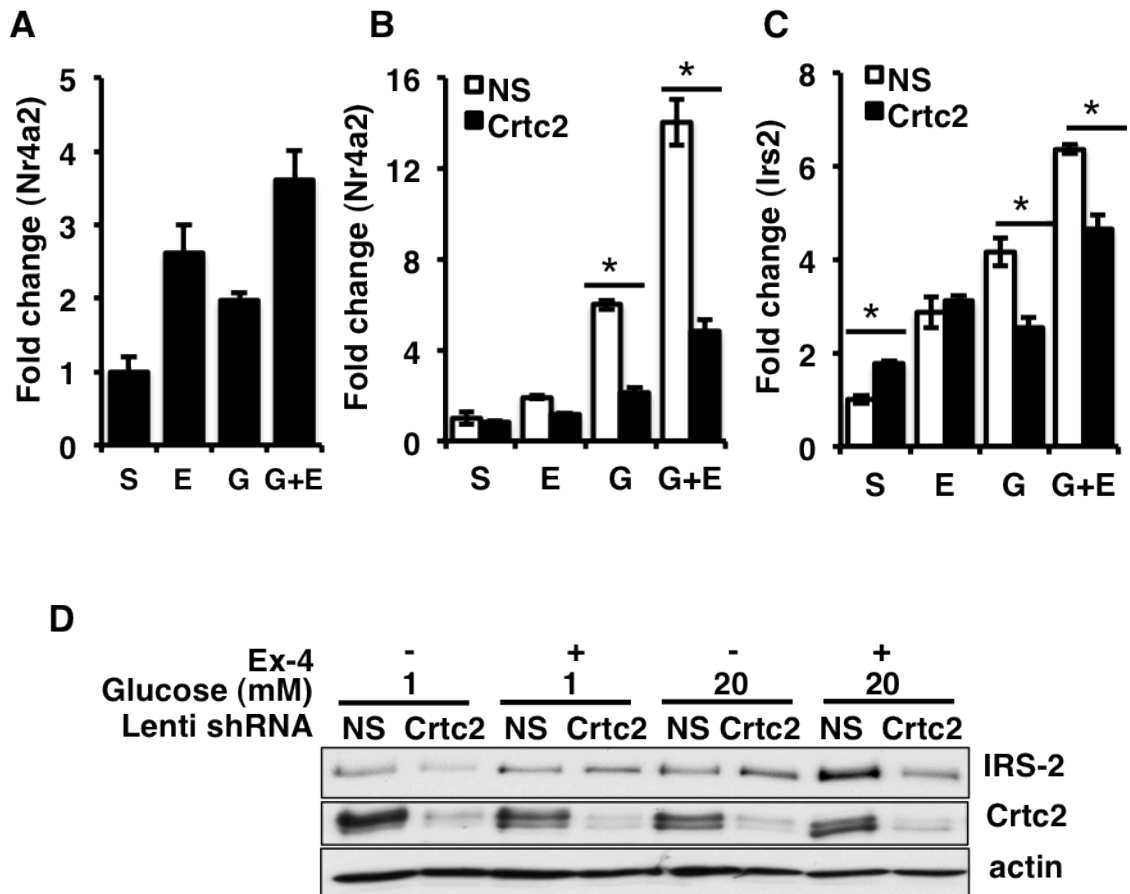 A
Fold change (Nr4a2)
5
4
3
2
1
0
S E G G+E
B
Fold change (Nr4a2)
16
12
8
4
0
NS
Crtc2
*
*
S E G G+E
C
Fold change (Irs2)
8
6
4
2
0
NS
Crtc2
*
*
*
S E G G+E
D
Ex-4 - + - +
Glucose (mM) 1 1 20 20
Lenti shRNA NS Crtc2 NS Crtc2 NS Crtc2 NS Crtc2
IRS-2
Crtc2
actin